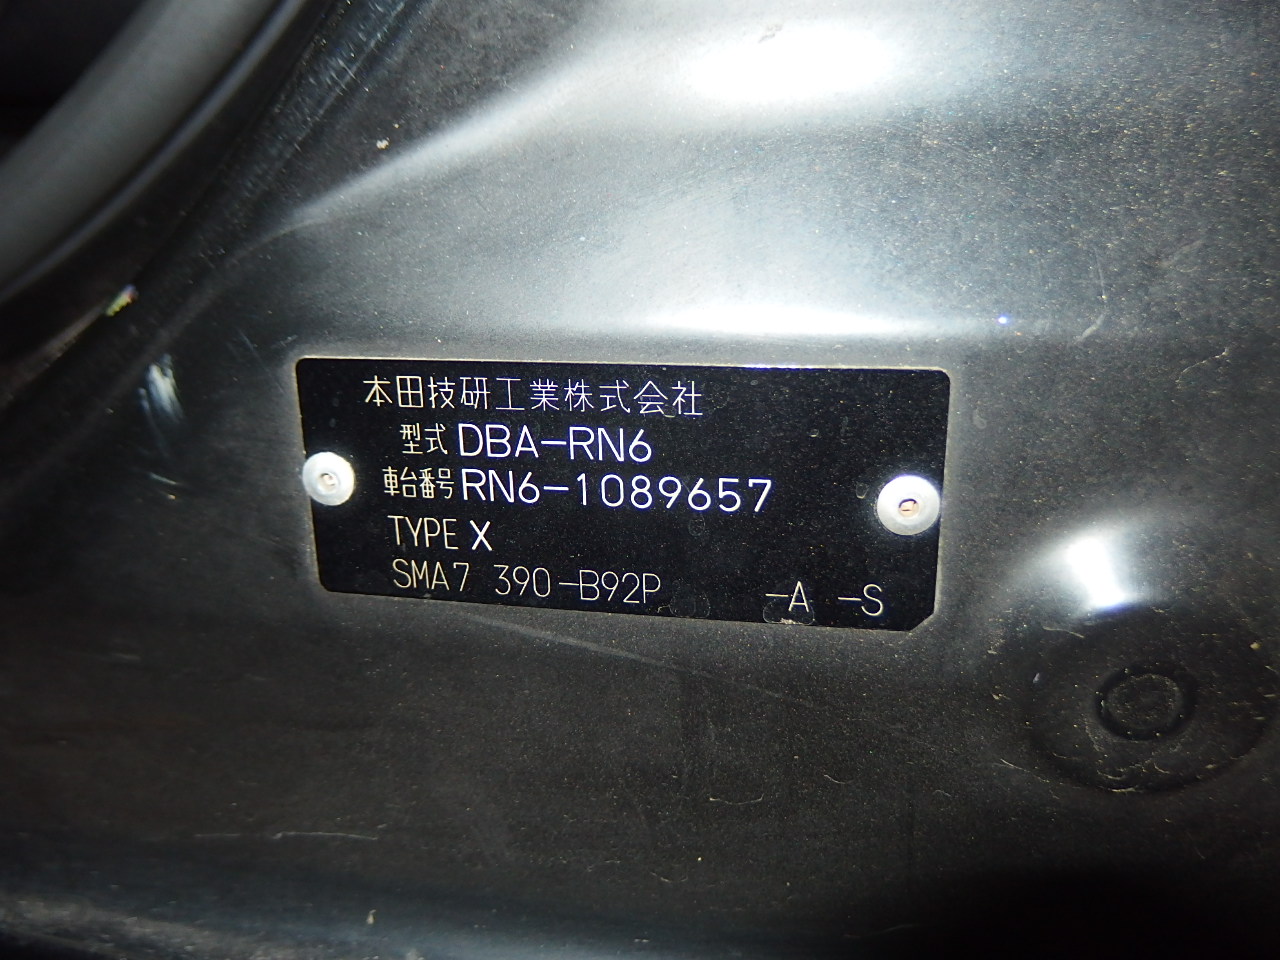 本田技研工業株式会社
型式 DBA-RN6
車台番号 RN6-1089657
TYPE X
SMA7 390-B92P -A -S